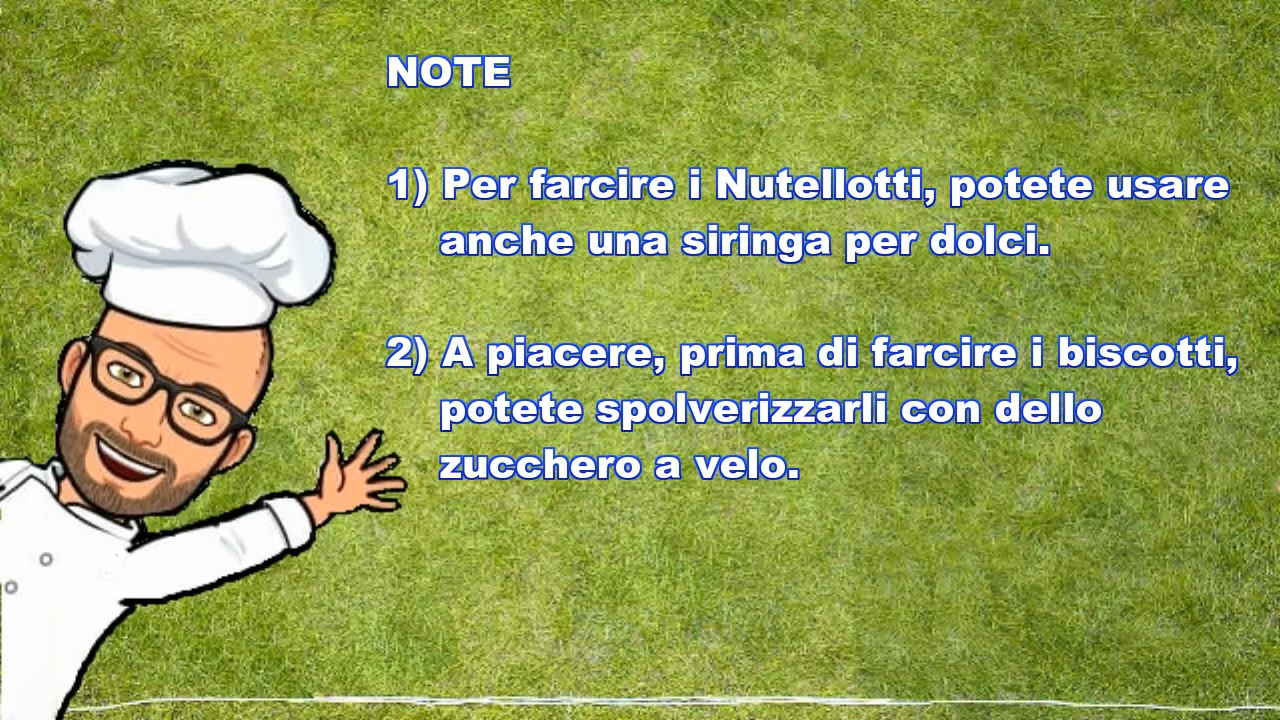 NOTE
1) Per farcire i Nutellotti, potete usare
anche una siringa per dolci.
2) A piacere, prima di farcire i biscotti,
potete spolverizzarli con dello
zucchero a velo.